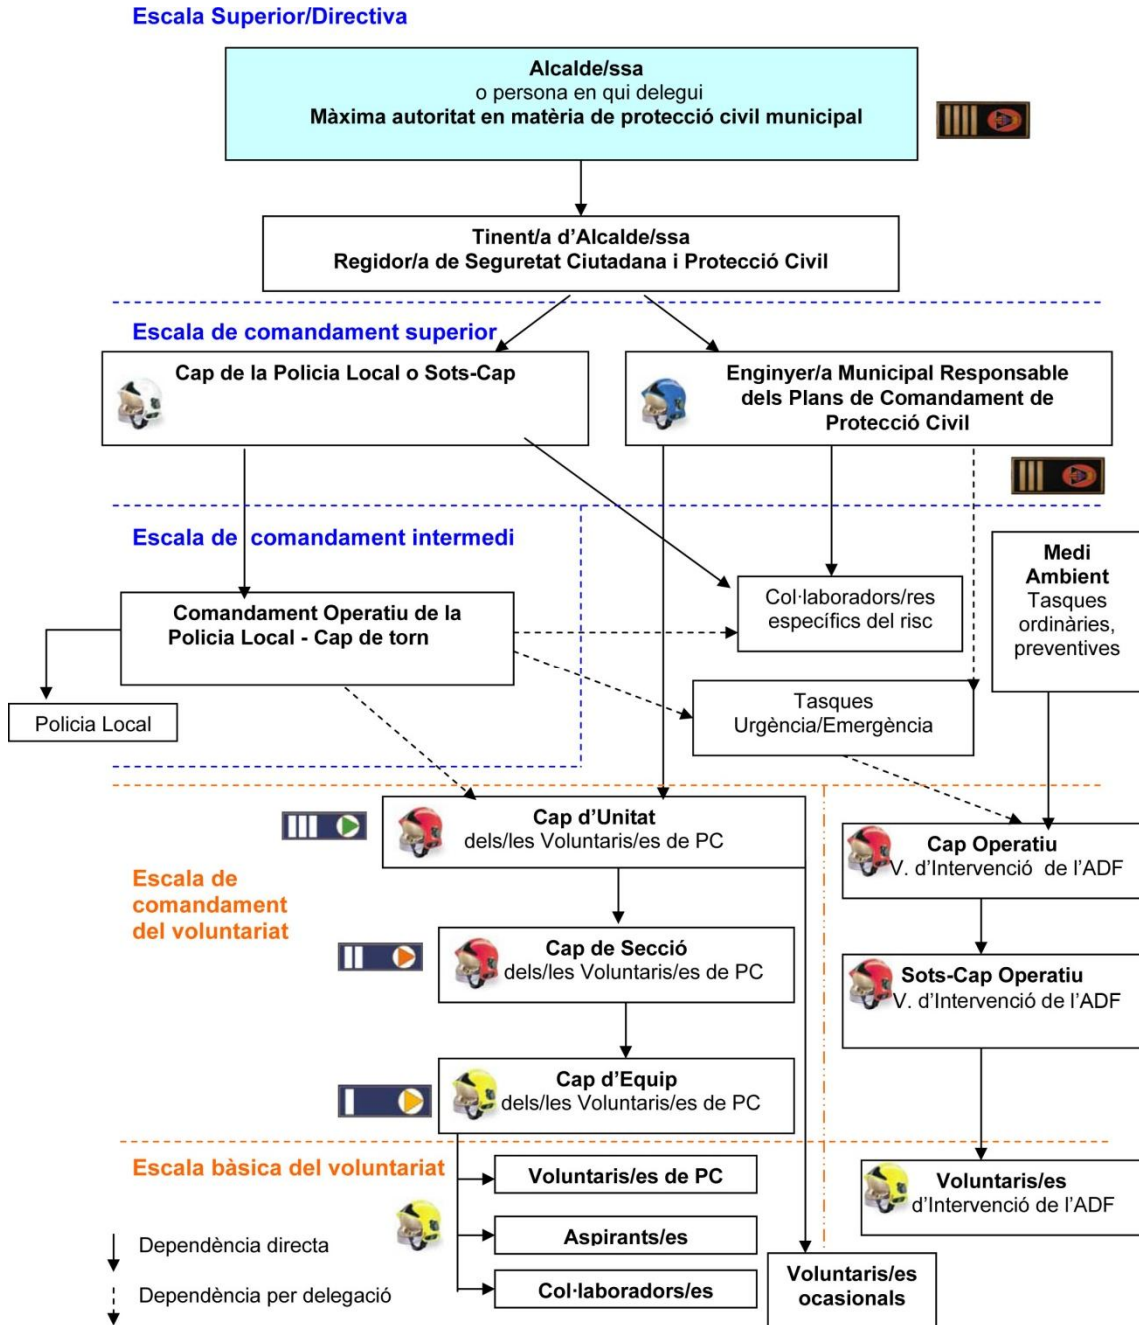 Escala Superior/Directiva
Alcalde/ssa
o persona en qui delegui
Màxima autoritat en matèria de protecció civil municipal
Tinent/a d'Alcalde/ssa
Regidor/a de Seguretat Ciutadana i Protecció Civil
Escala de comandament superior
Cap de la Policia Local o Sots-Cap
Enginyer/a Municipal Responsable
dels Plans de Comandament de
Protecció Civil
Escala de comandament intermedi
Medi
Ambient
Tasques
ordinàries,
preventives
Col·laboradors/res
específics del risc
Comandament Operatiu de la
Policia Local - Cap de torn
Policia Local
Tasques
Urgència/Emergència
Cap d'Unitat
dels/les Voluntaris/es de PC
Cap Operatiu
V. d'Intervenció de l'ADF
Escala de
comandament
del voluntariat
Cap de Secció
dels/les Voluntaris/es de PC
Sots-Cap Operatiu
V. d'Intervenció de l'ADF
Cap d'Equip
dels/les Voluntaris/es de PC
Escala bàsica del voluntariat
Voluntaris/es de PC
Voluntaris/es
d'Intervenció de l'ADF
Aspirants/es
Col·laboradors/es
Voluntaris/es
ocasionals
Dependència directa
Dependència per delegació